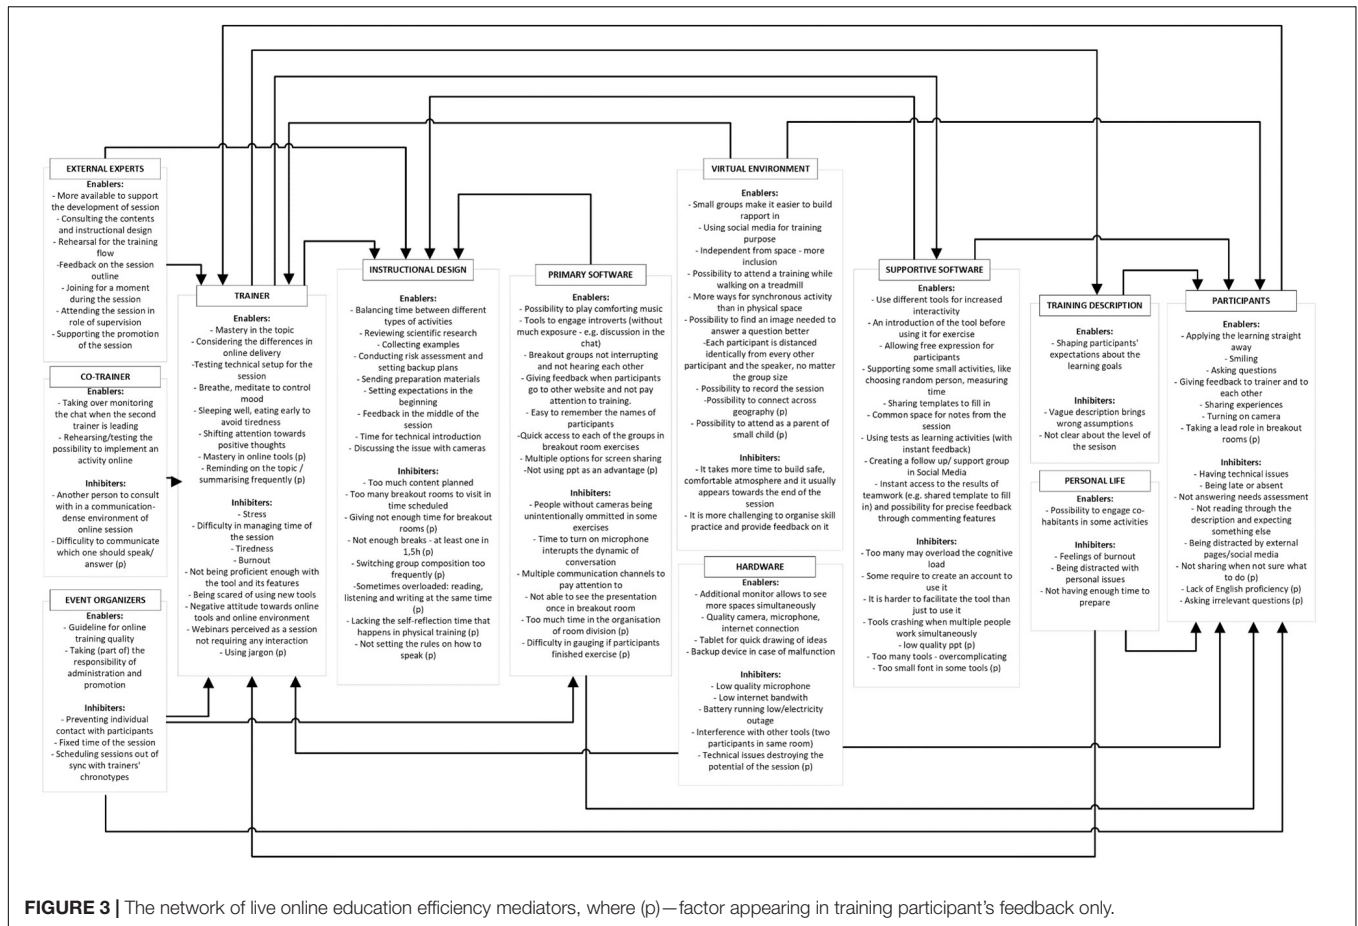 EXTERNAL EXPERTS
Enablers:
- More available to support
the development of session
- Consulting the contents
and instructional design
- Rehearsal for the training
flow
-Feedback on the session
outline
- Joining for a moment
during the session
- Attending the session in
role of supervision
- Supporting the promotion
of the session
CO-TRAINER
Enablers:
- Taking over monitoring
the chat when the second
trainer is leading
- Rehearsing/testing the
possibility to implement an
activity online
Inhibiters:
- Another person to consult
with in a communication-
dense environment of
online session
- Difficulty to communicate
which one should speak/
answer (p)
EVENT ORGANIZERS
Enablers:
- Guideline for online
training quality
- Taking (part of) the
responsibility of
administration and
promotion
Inhibiters:
- Preventing individual
contact with participants
- Fixed time of the session
- Scheduling sessions out of
sync with trainers'
chronotypes
TRAINER
Enablers:
- Mastery in the topic
- Considering the differences in
online delivery
-Testing technical setup for the
session
- Breathe, meditate to control
mood
- Sleeping well, eating early to
avoid tiredness
- Shifting attention towards
positive thoughts
- Mastery in online tools (p)
- Reminding on the topic /
summarising frequently (p)
Inhibiters:
- Stress
- Difficulty in managing time of
the session
- Tiredness
- Burnout
- Not being proficient enough with
the tool and its features
- Being scared of using new tools
- Negative attitude towards online
tools and online environment
- Webinars perceived as a session
not requiring any interaction
- Using jargon (p)
INSTRUCTIONAL DESIGN
Enablers:
- Balancing time between different
types of activities
- Reviewing scientific research
- Collecting examples
- Conducting risk assessment and
setting backup plans
- Sending preparation materials
- Setting expectations in the
beginning
- Feedback in the middle of the
session
- Time for technical introduction
- Discussing the issue with cameras
Inhibiters:
- Too much content planned
- Too many breakout rooms to visit in
time scheduled
- Giving not enough time for breakout
rooms (p)
- Not enough breaks - at least one in
1,5h (p)
- Switching group composition too
frequently (p)
-Sometimes overloaded: reading,
listening and writing at the same time
(p)
- Lacking the self-reflection time that
happens in physical training (p)
- Not setting the rules on how to
speak (p)
PRIMARY SOFTWARE
Enablers:
- Possibility to play comforting music
- Tools to engage introverts (without
much exposure - e.g. discussion in the
chat)
- Breakout groups not interrupting
and not hearing each other
- Giving feedback when participants
go to other website and not pay
attention to training.
- Easy to remember the names of
participants
-Quick access to each of the groups in
breakout room exercises
- Multiple options for screen sharing
-Not using ppt as an advantage (p)
Inhibiters:
- People without cameras being
unintentionally ommitted in some
exercises
- Time to turn on microphone
interupts the dynamic of
conversation
- Multiple communication channels to
pay attention to
- Not able to see the presentation
once in breakout room
- Too much time in the organisation
of room division (p)
- Difficulty in gauging if participants
finished exercise (p)
VIRTUAL ENVIRONMENT
Enablers:
- Small groups make it easier to build
rapport in
- Using social media for training
purpose
- Independent from space - more
inclusion
- Possibility to attend a training while
walking on a treadmill
- More ways for synchronous activity
than in physical space
- Possibility to find an image needed to
answer a question better
-Each participant is distanced
identically from every other
participant and the speaker, no matter
the group size
- Possibility to record the session
-Possibility to connect across
geography (p)
- Possibility to attend as a parent of
small child (p)
Inhibiters:
- It takes more time to build safe,
comfortable atmosphere and it usually
appears towards the end of the
session
- It is more challenging to organise skill
practice and provide feedback on it
HARDWARE
Enablers:
- Additional monitor allows to see
more spaces simultaneously
- Quality camera, microphone,
internet connection
- Tablet for quick drawing of ideas
- Backup device in case of malfunction
Inhibiters:
- Low quality microphone
- Low internet bandwith
- Battery running low/electricity
outage
- Interference with other tools (two
participants in same room)
- Technical issues destroying the
potential of the session (p)
SUPPORTIVE SOFTWARE
Enablers:
- Use different tools for increased
interactivity
- An introduction of the tool before
using it for exercise
- Allowing free expression for
participants
- Supporting some small activities, like
choosing random person, measuring
time
- Sharing templates to fill in
- Common space for notes from the
session
- Using tests as learning activities (with
instant feedback)
- Creating a follow up/ support group
in Social Media
- Instant access to the results of
teamwork (e.g. shared template to fill
in) and possibility for precise feedback
through commenting features
Inhibiters:
- Too many may overload the cognitive
load
- Some require to create an account to
use it
- It is harder to facilitate the tool than
just to use it
- Tools crashing when multiple people
work simultaneously
- low quality ppt (p)
- Too many tools - overcomplicating
- Too small font in some tools (p)
TRAINING DESCRIPTION
Enablers:
- Shaping participants'
expectations about the
learning goals
Inhibiters:
- Vague description brings
wrong assumptions
- Not clear about the level of
the sesison
PERSONAL LIFE
Enablers:
- Possibility to engage co-
habitants in some activities
Inhibiters:
- Feelings of burnout
- Being distracted with
personal issues
- Not having enough time to
prepare
PARTICIPANTS
Enablers:
- Applying the learning straight
away
- Smiling
- Asking questions
- Giving feedback to trainer and to
each other
- Sharing experiences
- Turning on camera
- Taking a lead role in breakout
rooms (p)
Inhibiters:
- Having technical issues
- Being late or absent
- Not answering needs assessment
- Not reading through the
description and expecting
something else
- Being distracted by external
pages/social media
- Not sharing when not sure what
to do (p)
- Lack of English proficiency (p)
- Asking irrelevant questions (p)
FIGURE 3 | The network of live online education efficiency mediators, where (p)—factor appearing in training participant's feedback only.